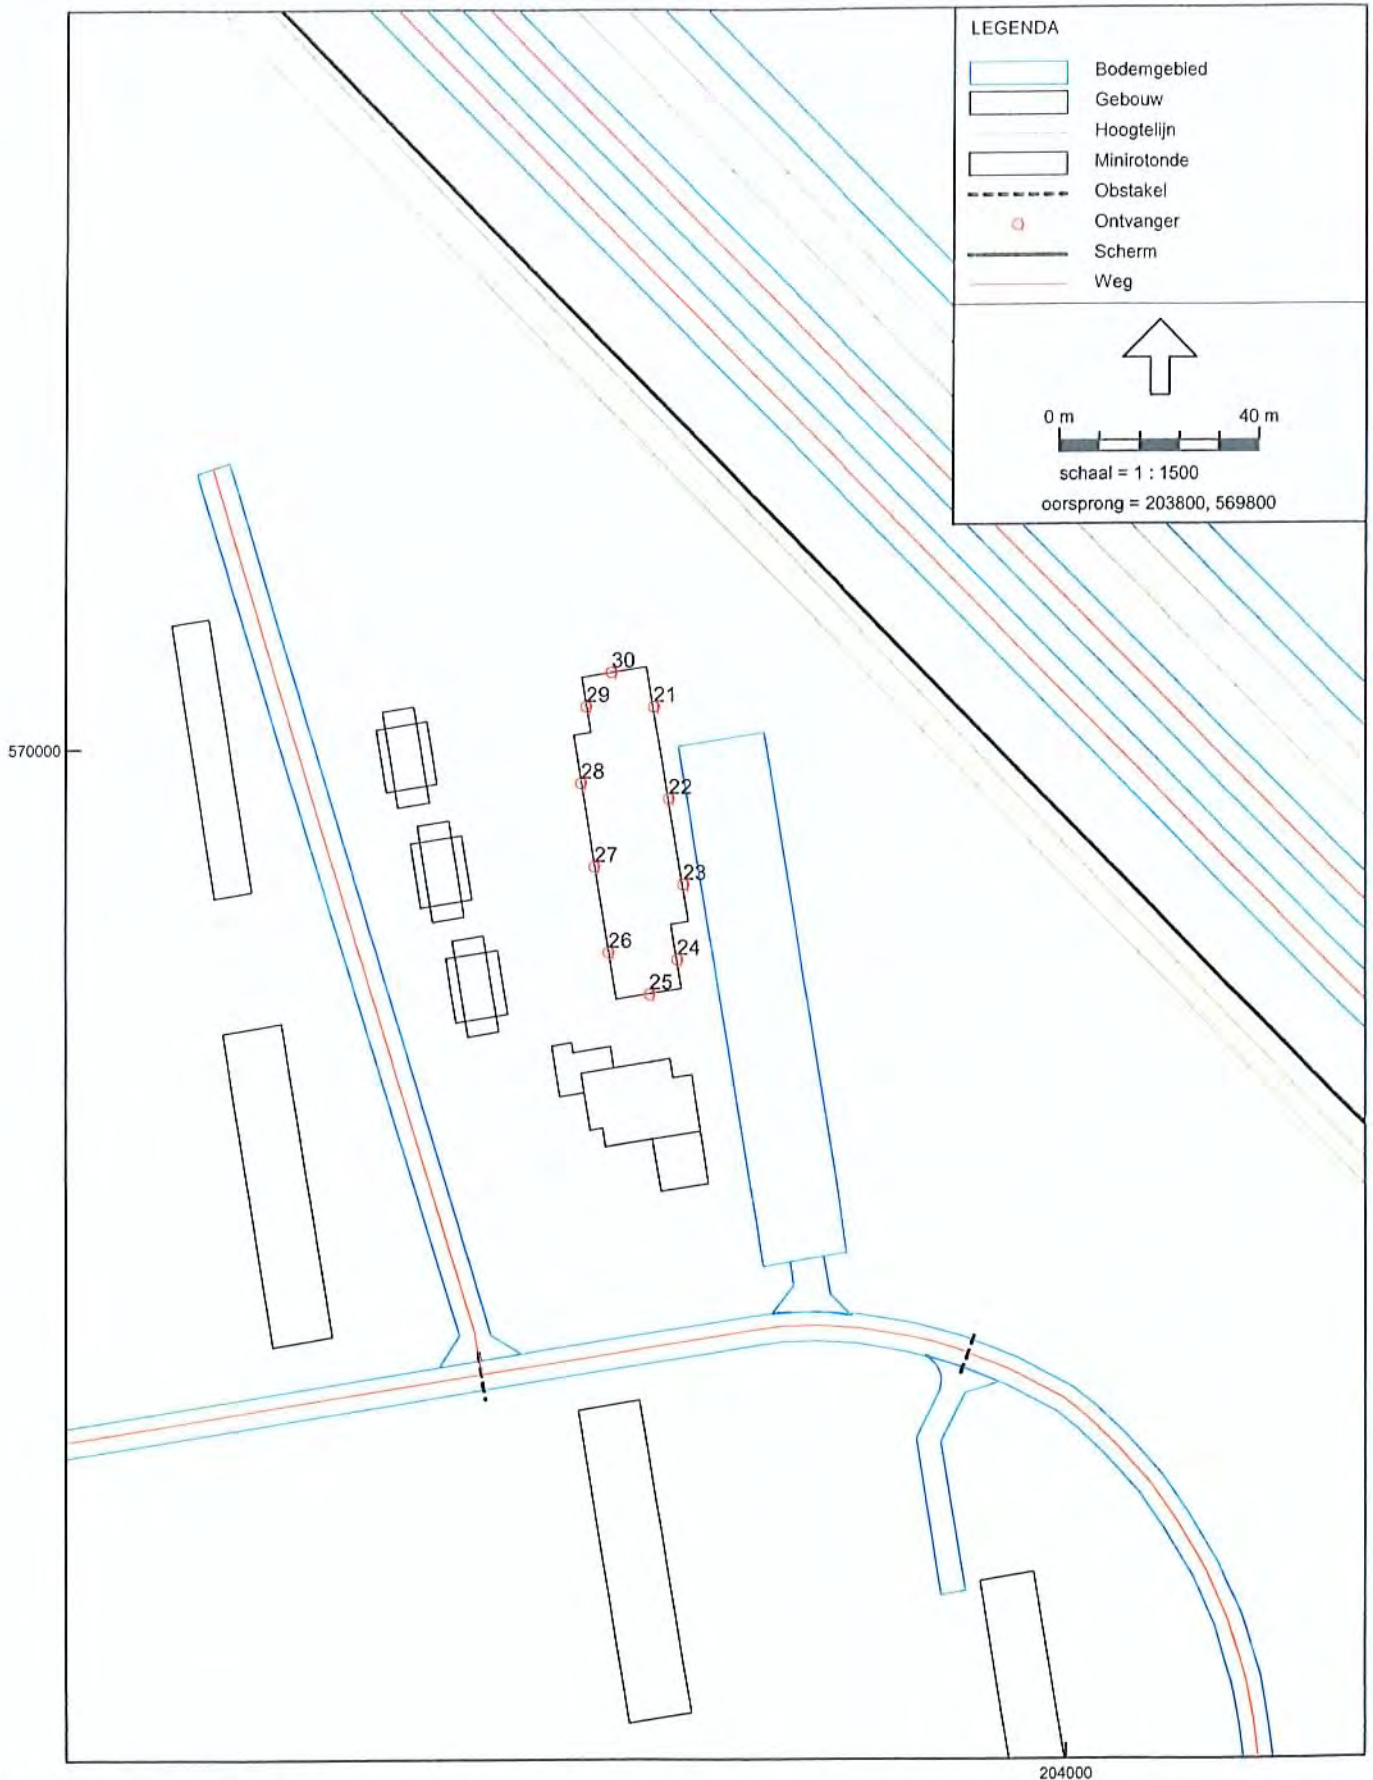 LEGENDA
Bodemgebied
Gebouw
Hoogtelijn
Minirotonde
Obstakel
Ontvanger
Scherm
Weg
0 m 40 m
schaal = 1 : 1500
oorsprong = 203800, 569800
30
29 21
570000
28 22
27 23
26 24
25
204000